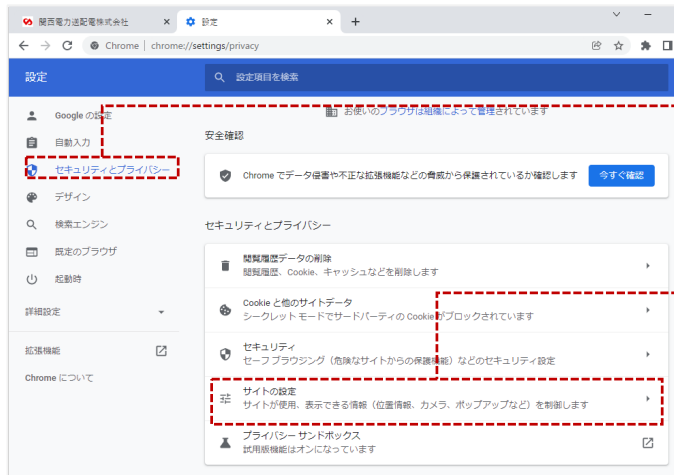 関西電力送配電株式会社
設定
Chrome
chrome://settings/privacy
設定
設定項目を検索
Google の設定
お使いのブラウザは組織によって管理されています
自動入力
安全確認
セキュリティとプライバシー
Chrome でデータ侵害や不正な拡張機能などの脅威から保護されているか確認します
今すぐ確認
デザイン
検索エンジン
セキュリティとプライバシー
既定のブラウザ
閲覧履歴データの削除
閲覧履歴、Cookie、キャッシュなどを削除します
起動時
詳細設定
Cookie と他のサイトデータ
シークレット モードでサードパーティの Cookie がブロックされています
拡張機能
セキュリティ
セーフ ブラウジング（危険なサイトからの保護機能）などのセキュリティ設定
Chrome について
サイトの設定
サイトが使用、表示できる情報（位置情報、カメラ、ポップアップなど）を制御します
プライバシー サンドボックス
試用版機能はオンになっています